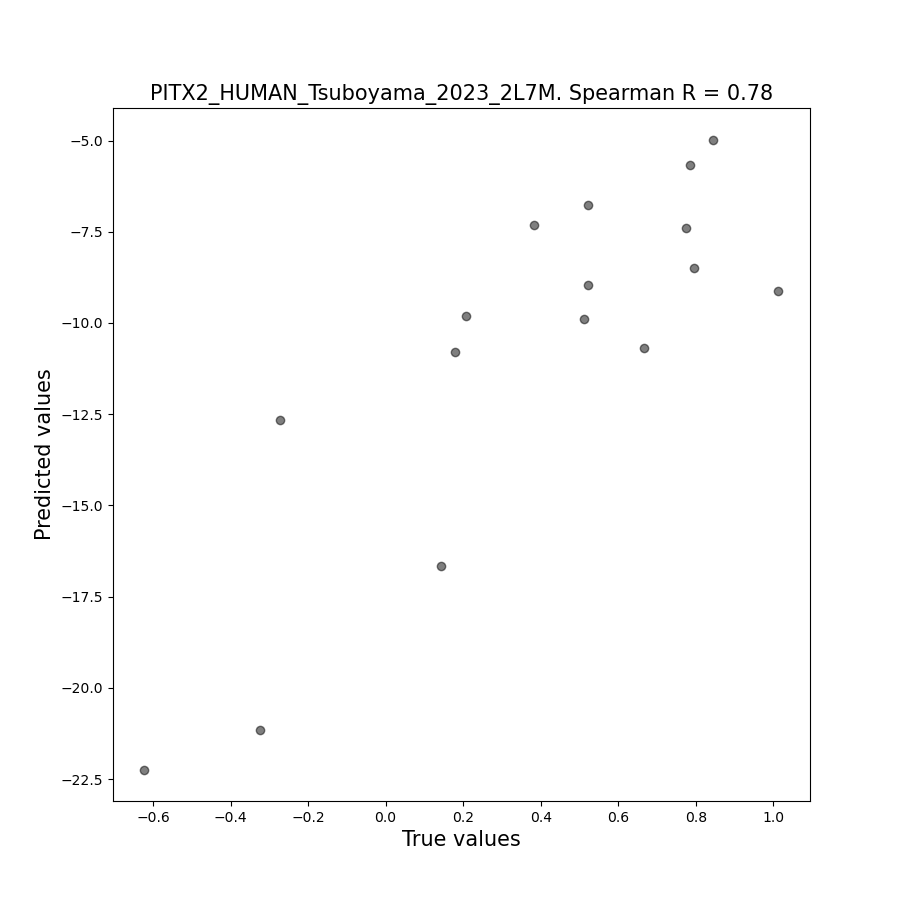 PITX2_HUMAN_Tsuboyama_2023_2L7M. Spearman R = 0.78
Predicted values
−5.0
−7.5
−10.0
−12.5
−15.0
−17.5
−20.0
−22.5
−0.6 −0.4 −0.2 0.0 0.2 0.4 0.6 0.8 1.0
True values